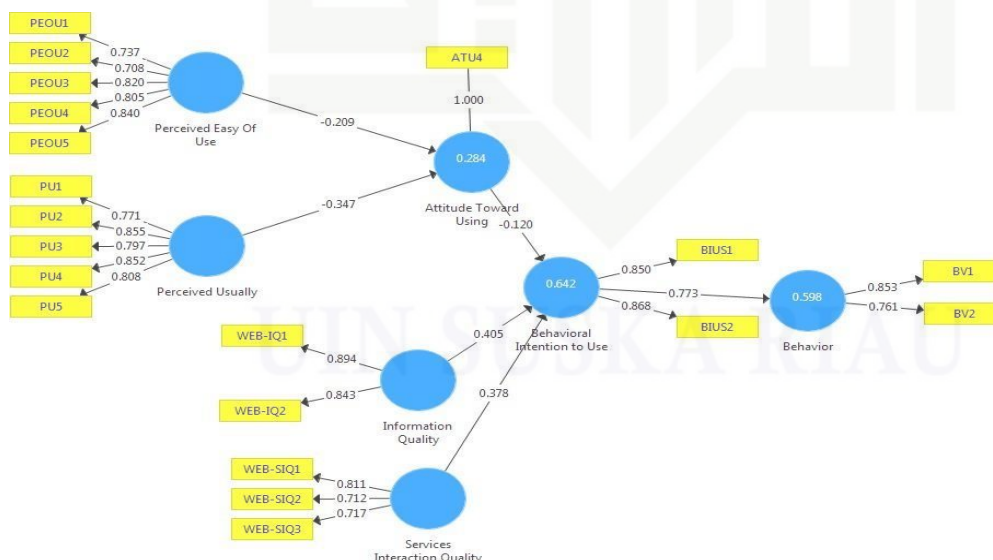 PEOU1
PEOU2
PEOU3
PEOU4
PEOU5
0.737
0.708
0.820
0.805
0.840
Perceived Easy Of
Use
-0.209
ATU4
1.000
0.284
Attitude Toward
Using
PU1
PU2
PU3
PU4
PU5
0.771
0.855
0.797
0.852
0.808
Perceived Usually
-0.347
-0.120
0.642
Behavioral
Intention to Use
BIUS1
0.850
0.773
0.868
BIUS2
0.598
Behavior
0.853
BV1
0.761
BV2
WEB-IQ1
0.894
0.843
WEB-IQ2
Information
Quality
0.405
0.378
WEB-SIQ1
WEB-SIQ2
WEB-SIQ3
0.811
0.712
0.717
Services
Interaction Quality
UIN SUSKA RIAU